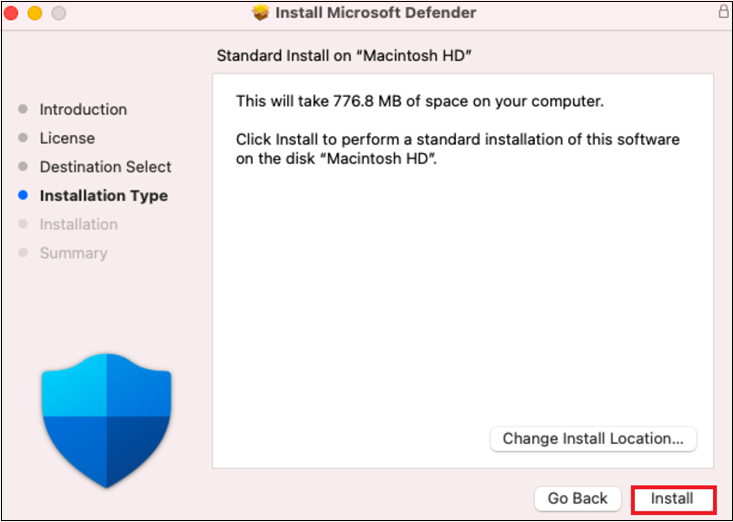 Install Microsoft Defender
Standard Install on “Macintosh HD”
Introduction
License
Destination Select
Installation Type
Installation
Summary
This will take 776.8 MB of space on your computer.
Click Install to perform a standard installation of this software
on the disk “Macintosh HD”.
Change Install Location...
Go Back
Install